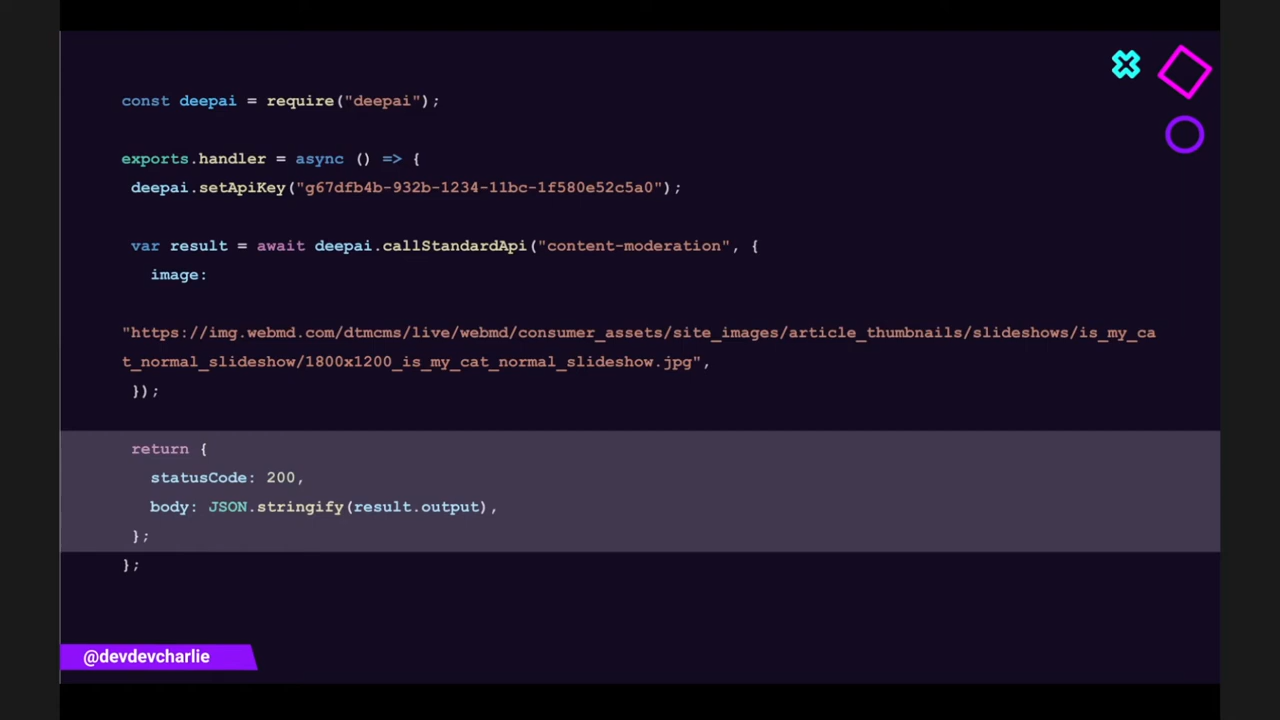 const deepai = require("deepai");
exports.handler = async () => {
deepai.setApiKey("g67dfb4b-932b-1234-11bc-1f580e52c5a0");
var result = await deepai.callStandardApi("content-moderation", {
image:
"https://img.webmd.com/dtmcms/live/webmd/consumer_assets/site_images/article_thumbnails/slideshows/is_my_ca
t_normal_slideshow/1800x1200_is_my_cat_normal_slideshow.jpg",
});
return {
statusCode: 200,
body: JSON.stringify(result.output),
};
};
@devdevcharlie